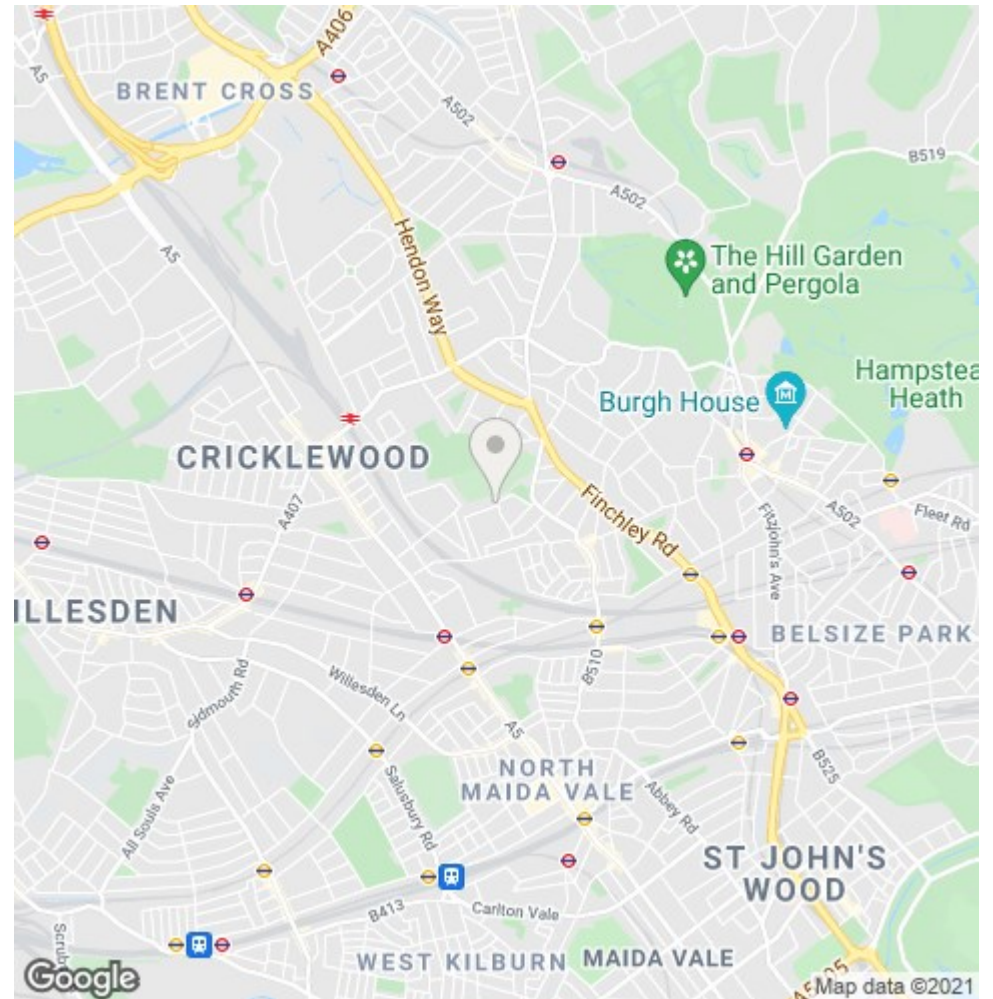 A406
A5
BRENT CROSS
A502
B519
A502
A5
Hendon Way
The Hill Garden
and Pergola
Hampstea
Heath
Burgh House
CRICKLEWOOD
A407
Finchley Rd
Fitzjohn's Ave
A502
Fleet Rd
ILLESDEN
BELSIZE PARK
B510
Willesden Ln
A5
NORTH
MAIDA VALE
B525
Salusbury Rd
Abbey Rd
All Souls Ave
ST JOHN'S
WOOD
B413
Carlton Vale
Scrub
WEST KILBURN
MAIDA VALE
Google
Map data ©2021